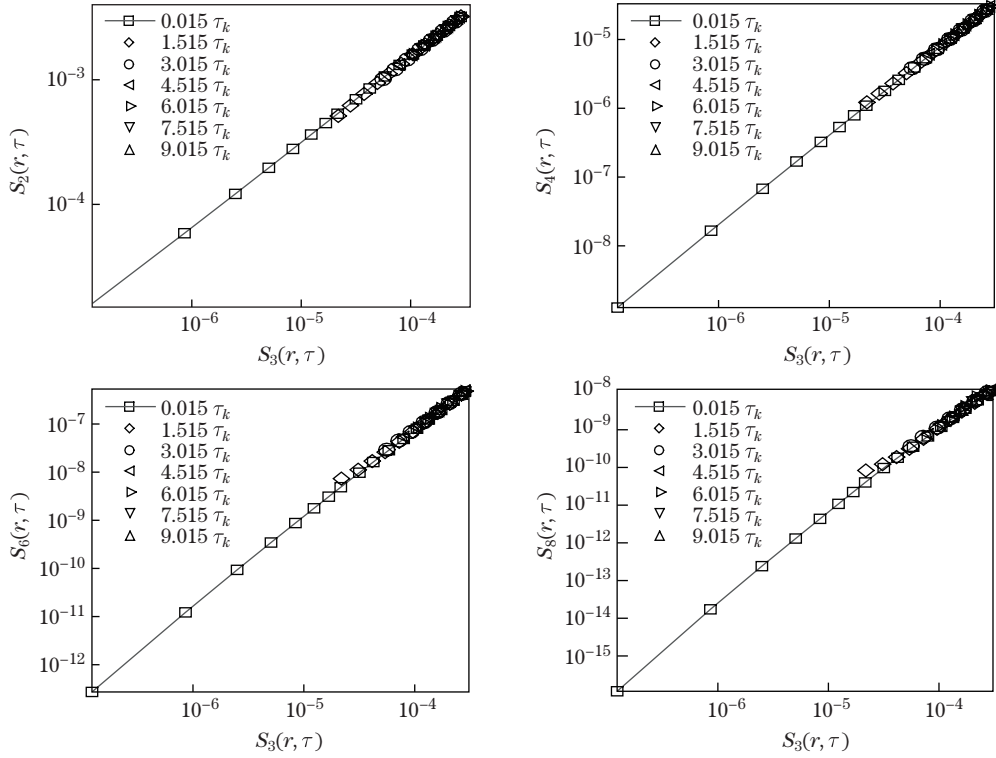 0.015 τₖ
1.515 τₖ
3.015 τₖ
4.515 τₖ
6.015 τₖ
7.515 τₖ
9.015 τₖ
10⁻³
10⁻⁴
S₂(r, τ)
10⁻⁶ 10⁻⁵ 10⁻⁴
S₃(r, τ)
0.015 τₖ
1.515 τₖ
3.015 τₖ
4.515 τₖ
6.015 τₖ
7.515 τₖ
9.015 τₖ
10⁻⁵
10⁻⁶
10⁻⁷
10⁻⁸
S₄(r, τ)
10⁻⁶ 10⁻⁵ 10⁻⁴
S₃(r, τ)
0.015 τₖ
1.515 τₖ
3.015 τₖ
4.515 τₖ
6.015 τₖ
7.515 τₖ
9.015 τₖ
10⁻⁷
10⁻⁸
10⁻⁹
10⁻¹⁰
10⁻¹¹
10⁻¹²
S₆(r, τ)
10⁻⁶ 10⁻⁵ 10⁻⁴
S₃(r, τ)
0.015 τₖ
1.515 τₖ
3.015 τₖ
4.515 τₖ
6.015 τₖ
7.515 τₖ
9.015 τₖ
10⁻⁸
10⁻⁹
10⁻¹⁰
10⁻¹¹
10⁻¹²
10⁻¹³
10⁻¹⁴
10⁻¹⁵
S₈(r, τ)
10⁻⁶ 10⁻⁵ 10⁻⁴
S₃(r, τ)